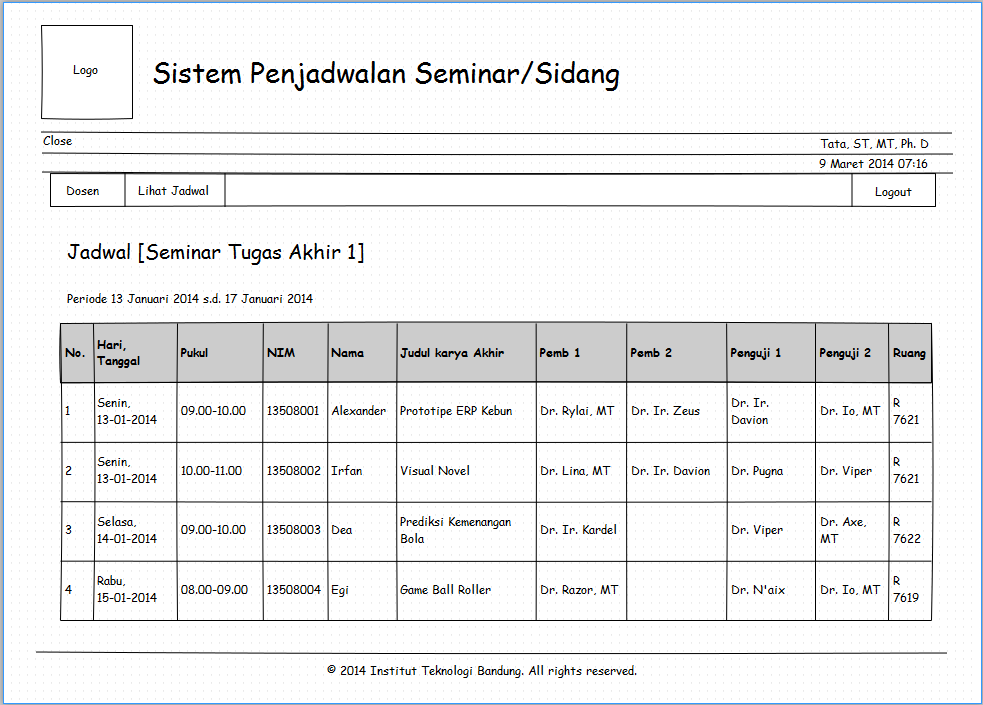 Logo
Sistem Penjadwalan Seminar/Sidang
Close
Tata, ST, MT, Ph. D
9 Maret 2014 07:16
Dosen Lihat Jadwal Logout
Jadwal [Seminar Tugas Akhir 1]
Periode 13 Januari 2014 s.d. 17 Januari 2014
No. Hari, Tanggal Pukul NIM Nama Judul karya Akhir Pemb 1 Pemb 2 Penguji 1 Penguji 2 Ruang
1 Senin, 13-01-2014 09.00-10.00 13508001 Alexander Prototipe ERP Kebun Dr. Rylai, MT Dr. Ir. Zeus Dr. Ir. Davion Dr. Io, MT R 7621
2 Senin, 13-01-2014 10.00-11.00 13508002 Irfan Visual Novel Dr. Lina, MT Dr. Ir. Davion Dr. Pugna Dr. Viper R 7621
3 Selasa, 14-01-2014 09.00-10.00 13508003 Dea Prediksi Kemenangan Bola Dr. Ir. Kardel Dr. Viper Dr. Axe, MT R 7622
4 Rabu, 15-01-2014 08.00-09.00 13508004 Egi Game Ball Roller Dr. Razor, MT Dr. N'aix Dr. Io, MT R 7619
© 2014 Institut Teknologi Bandung. All rights reserved.